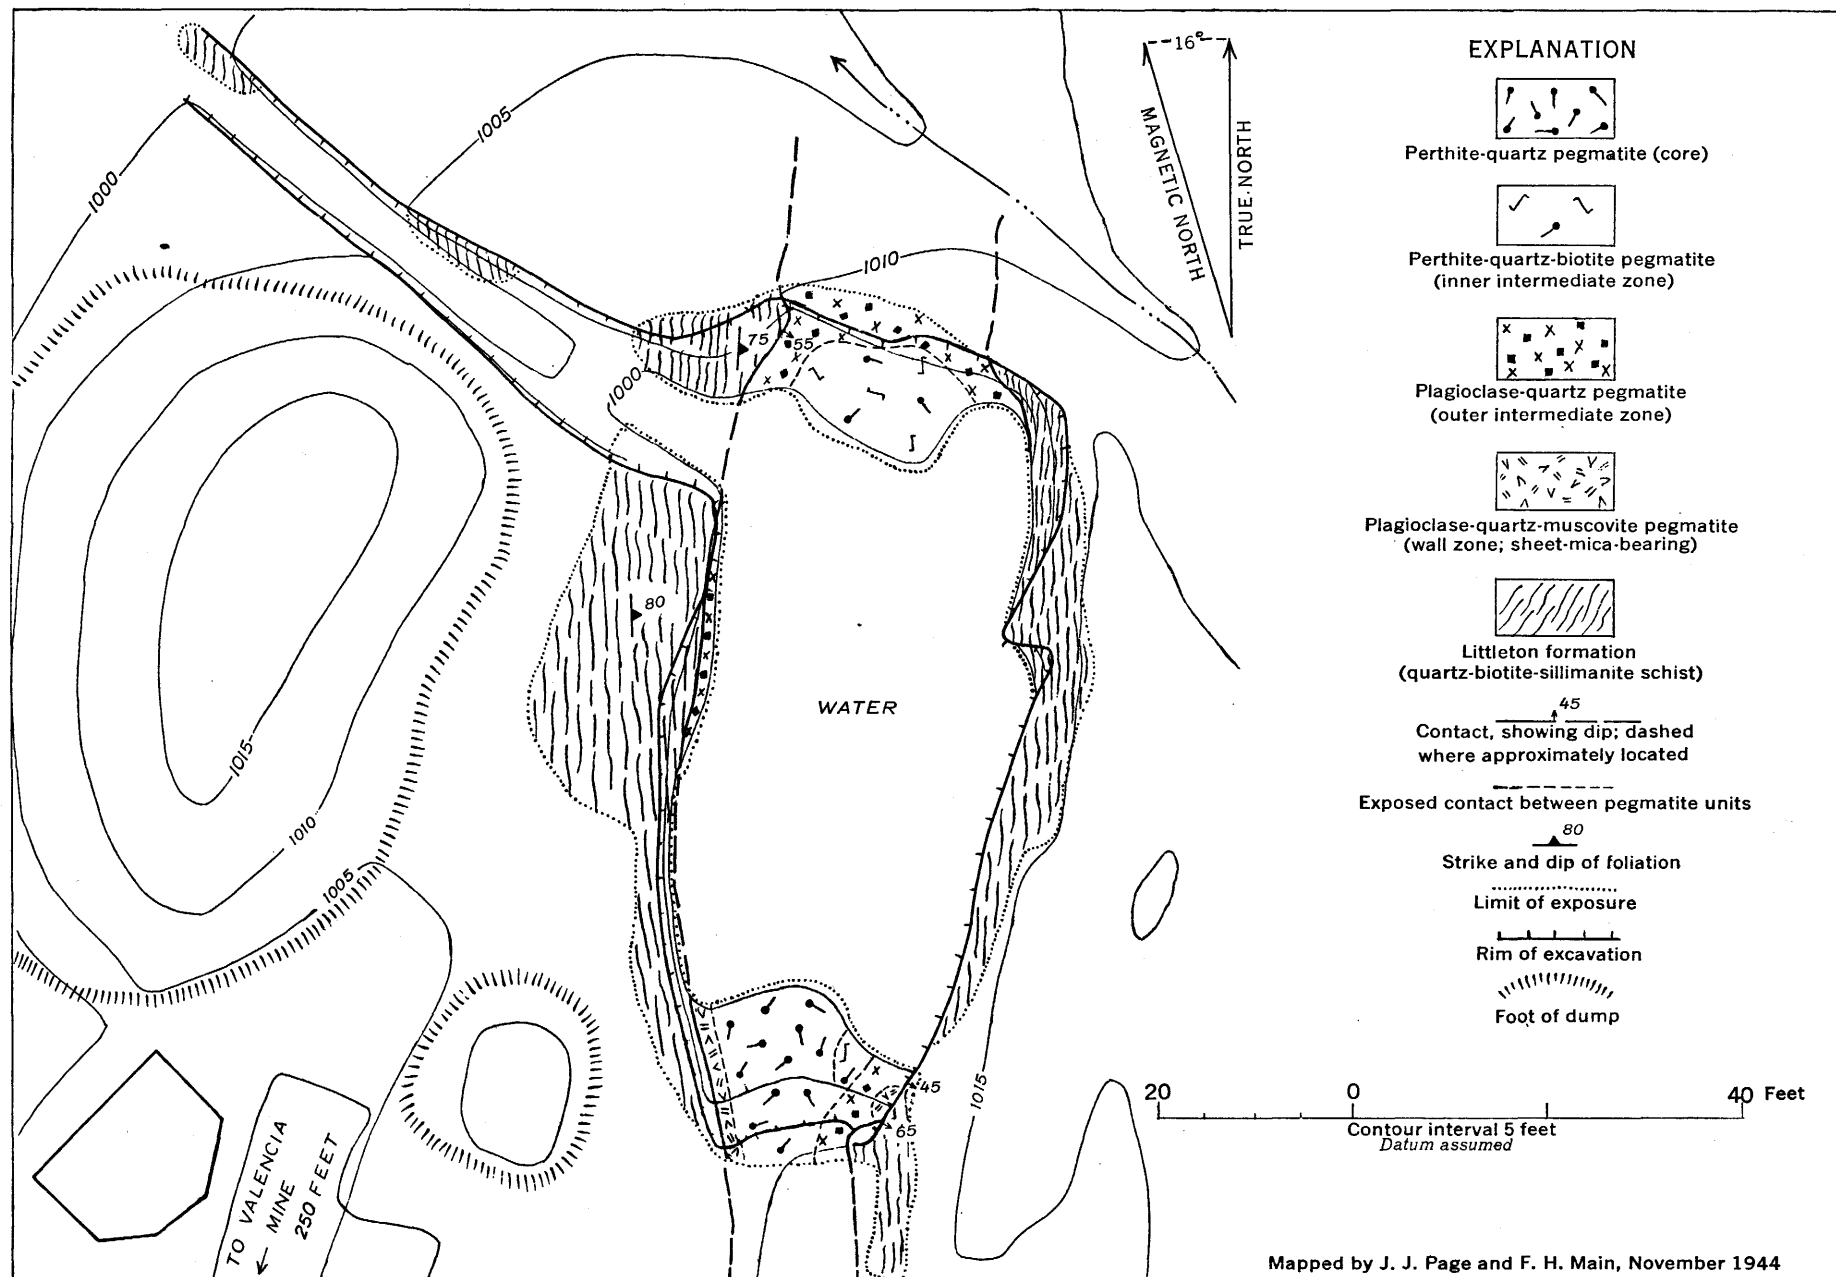 1005
1000
1010
75
55
1000
80
WATER
1015
1010
1005
45
65
1015
TO VALENCIA
MINE
250 FEET
16°
MAGNETIC NORTH
TRUE NORTH
EXPLANATION
Perthite-quartz pegmatite (core)
Perthite-quartz-biotite pegmatite
(inner intermediate zone)
Plagioclase-quartz pegmatite
(outer intermediate zone)
Plagioclase-quartz-muscovite pegmatite
(wall zone; sheet-mica-bearing)
Littleton formation
(quartz-biotite-sillimanite schist)
45
Contact, showing dip; dashed
where approximately located
Exposed contact between pegmatite units
80
Strike and dip of foliation
Limit of exposure
Rim of excavation
Foot of dump
20 0 40 Feet
Contour interval 5 feet
Datum assumed
Mapped by J. J. Page and F. H. Main, November 1944